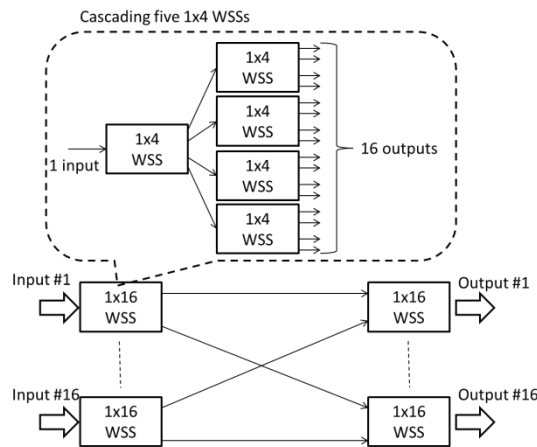 Cascading five 1x4 WSSs
1x4
WSS
1x4
WSS
1x4
WSS
1 input
16 outputs
1x4
WSS
1x4
WSS
Input #1
1x16
WSS
1x16
WSS
Output #1
Input #16
1x16
WSS
1x16
WSS
Output #16